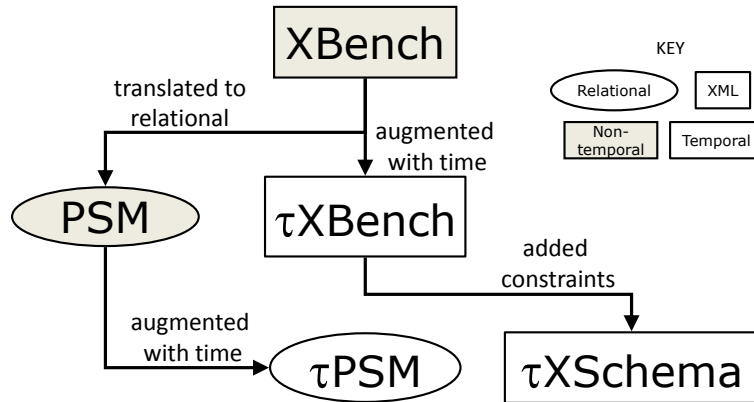 XBench
KEY
translated to
relational
Relational
XML
augmented
with time
Non-
temporal
Temporal
PSM
τXBench
added
constraints
augmented
with time
τPSM
τXSchema